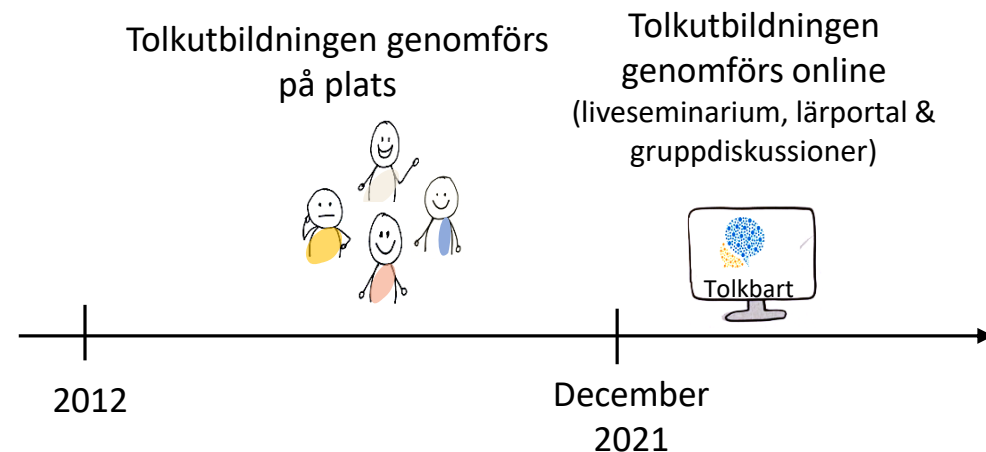 Tolkutbildningen genomförs
på plats
Tolkutbildningen
genomförs online
(liveseminarium, lärportal &
gruppdiskussioner)
Tolkbart
2012
December
2021